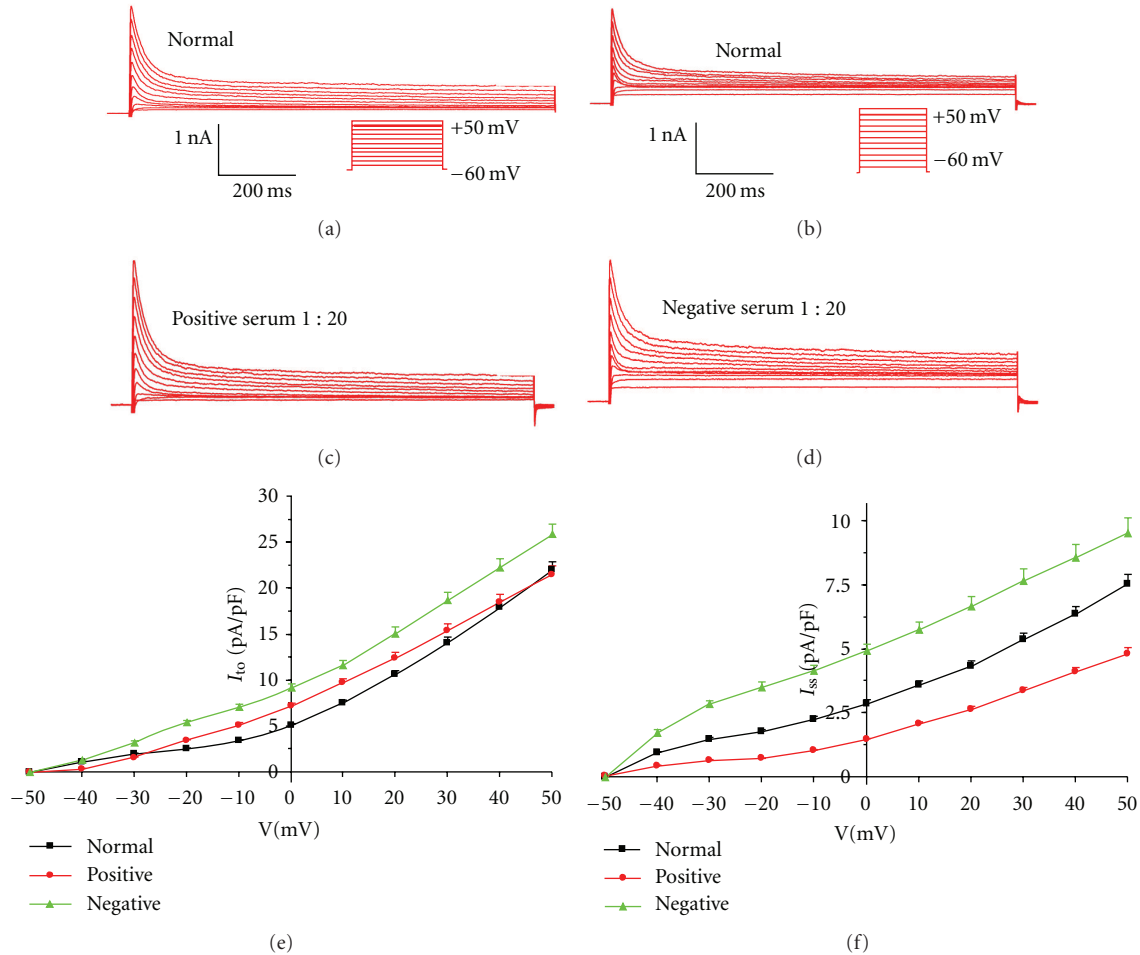 Normal
1 nA
200 ms
+50 mV
−60 mV
(a)
Normal
1 nA
200 ms
+50 mV
−60 mV
(b)
Positive serum 1 : 20
(c)
Negative serum 1 : 20
(d)
30
25
20
15
10
5
0
Ito (pA/pF)
−50 −40 −30 −20 −10 0 10 20 30 40 50
V(mV)
Normal
Positive
Negative
(e)
10
7.5
5
2.5
0
Iss (pA/pF)
−50 −40 −30 −20 −10 0 10 20 30 40 50
V(mV)
Normal
Positive
Negative
(f)